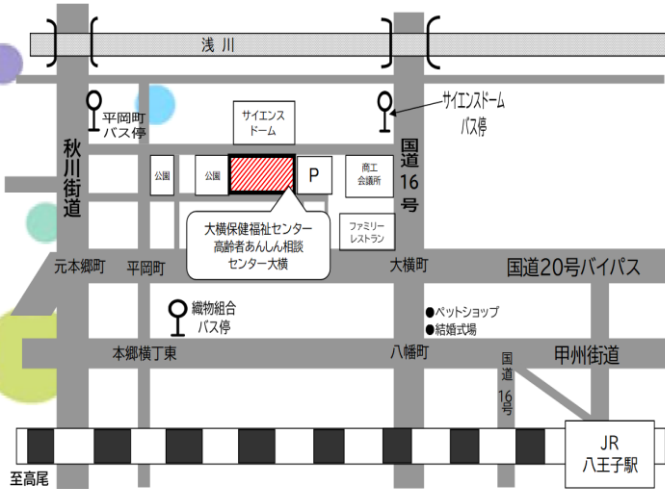 浅川
平岡町
バス停
サイエンス
ドーム
サイエンスドーム
バス停
秋川街道
国道16号
公園
公園
P
商工
会議所
大横保健福祉センター
高齢者あんしん相談
センター大横
ファミリー
レストラン
元本郷町
平岡町
大横町
国道20号バイパス
織物組合
バス停
●ペットショップ
●結婚式場
本郷横丁東
八幡町
国道16号
甲州街道
JR
八王子駅
至高尾